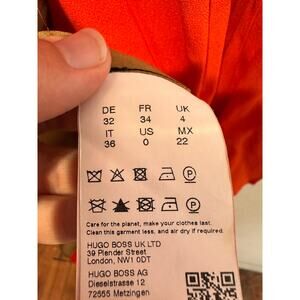 DE FR UK
32 34 4
IT US MX
36 0 22
P
P
Care for the planet, make your clothes last.
Clean this garment less, and air dry if required.
HUGO BOSS UK LTD
39 Plender Street
London, NW1 0DT
HUGO BOSS AG
Dieselstrasse 12
72555 Metzingen